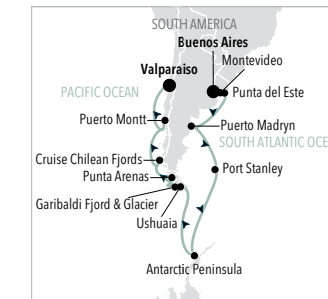 SOUTH AMERICA
Buenos Aires
Montevideo
Valparaiso
PACIFIC OCEAN
Punta del Este
Puerto Montt
Puerto Madryn
SOUTH ATLANTIC OCE
Cruise Chilean Fjords
Punta Arenas
Port Stanley
Garibaldi Fjord & Glacier
Ushuaia
Antarctic Peninsula